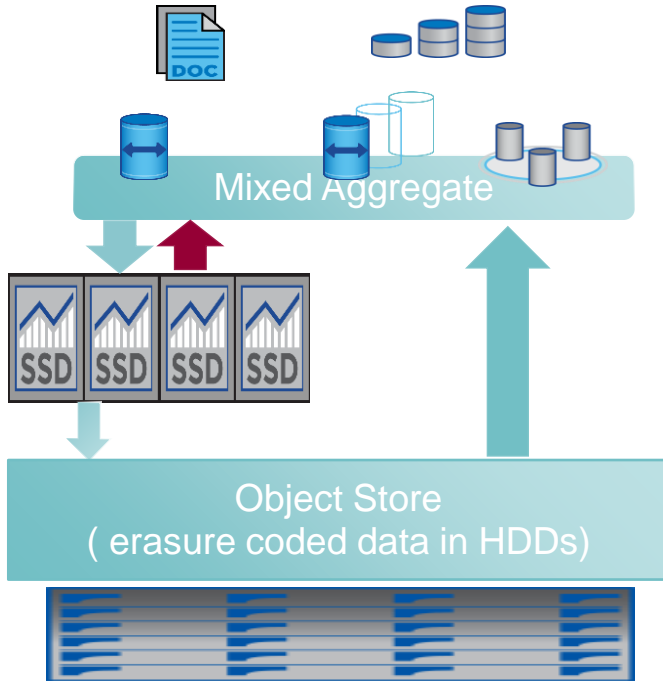 DOC
Mixed Aggregate
SSD SSD SSD SSD
Object Store
( erasure coded data in HDDs)